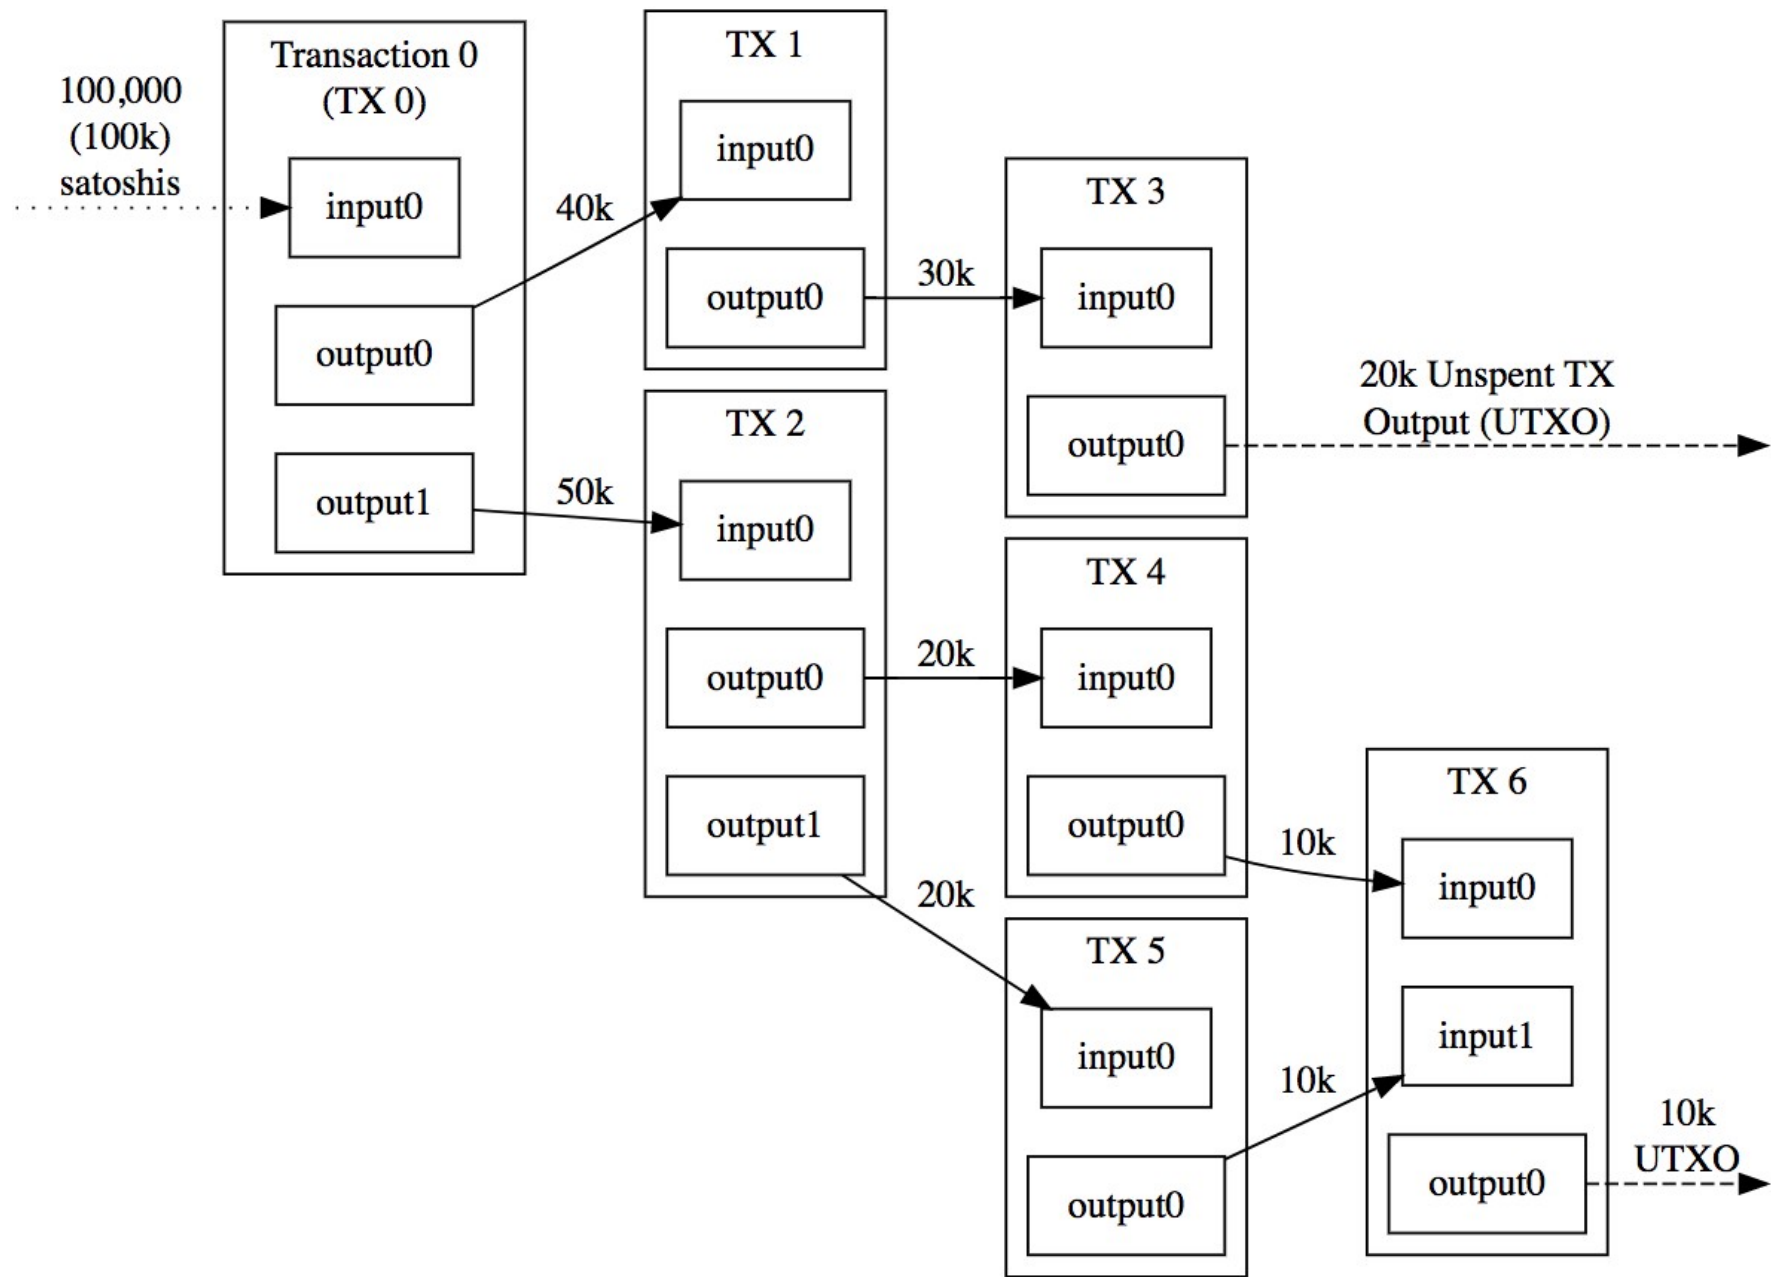 100,000
(100k)
satoshis
Transaction 0
(TX 0)
input0
output0
output1
40k
50k
TX 1
input0
output0
30k
TX 2
input0
output0
output1
20k
20k
TX 3
input0
output0
20k Unspent TX
Output (UTXO)
TX 4
input0
output0
10k
TX 5
input0
output0
10k
TX 6
input0
input1
output0
10k
UTXO